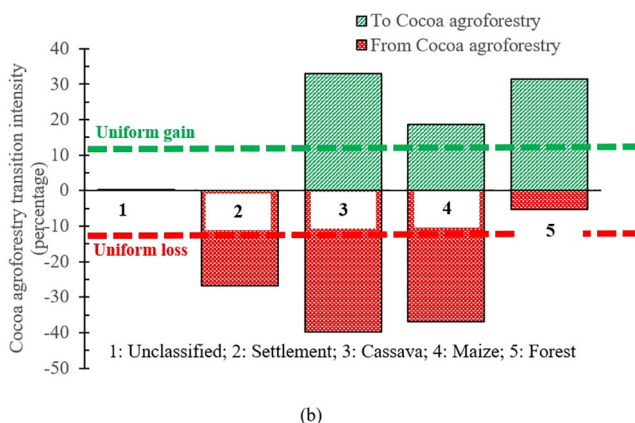 To Cocoa agroforestry
From Cocoa agroforestry
Cocoa agroforestry transition intensity
(percentage)
40
30
20
10
0
-10
-20
-30
-40
-50
Uniform gain
Uniform loss
1
2
3
4
5
1: Unclassified; 2: Settlement; 3: Cassava; 4: Maize; 5: Forest
(b)